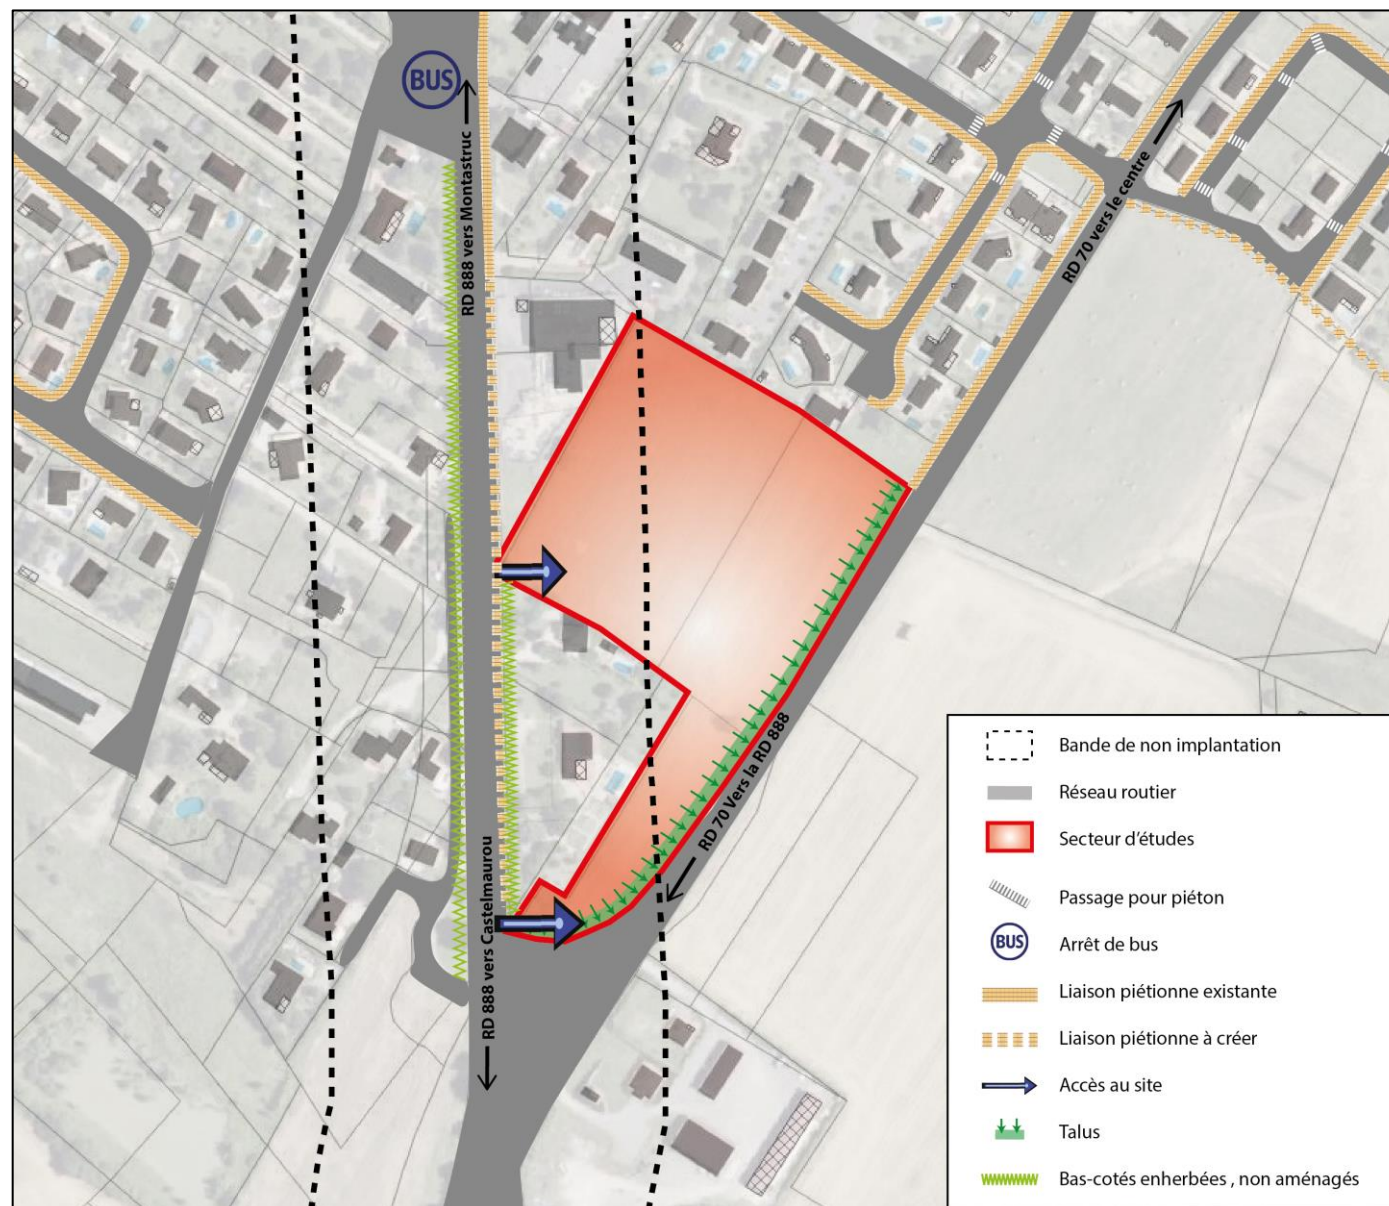 BUS
RD 888 vers Montastruc
RD 70 vers le centre
RD 70 Vers la RD 888
RD 888 vers Castelmaurou
Bande de non implantation
Réseau routier
Secteur d'études
Passage pour piéton
BUS
Arrêt de bus
Liaison piétionne existante
Liaison piétionne à créer
Accès au site
Talus
Bas-cotés enherbées , non aménagés